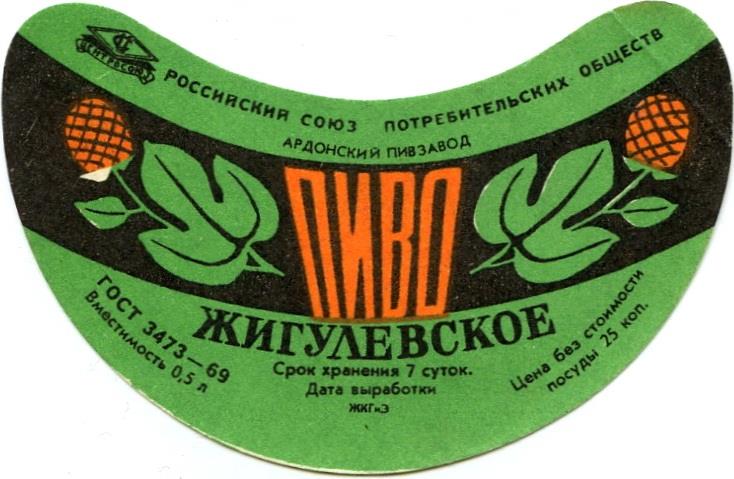 ЦЕНТРОСОЮЗ
РОССИЙСКИЙ СОЮЗ ПОТРЕБИТЕЛЬСКИХ ОБЩЕСТВ
АРДОНСКИЙ ПИВЗАВОД
ПИВО
ЖИГУЛЕВСКОЕ
ГОСТ 3473—69
Вместимость 0,5 л
Срок хранения 7 суток.
Дата выработки
ЖКГиЗ
Цена без стоимости
посуды 25 коп.